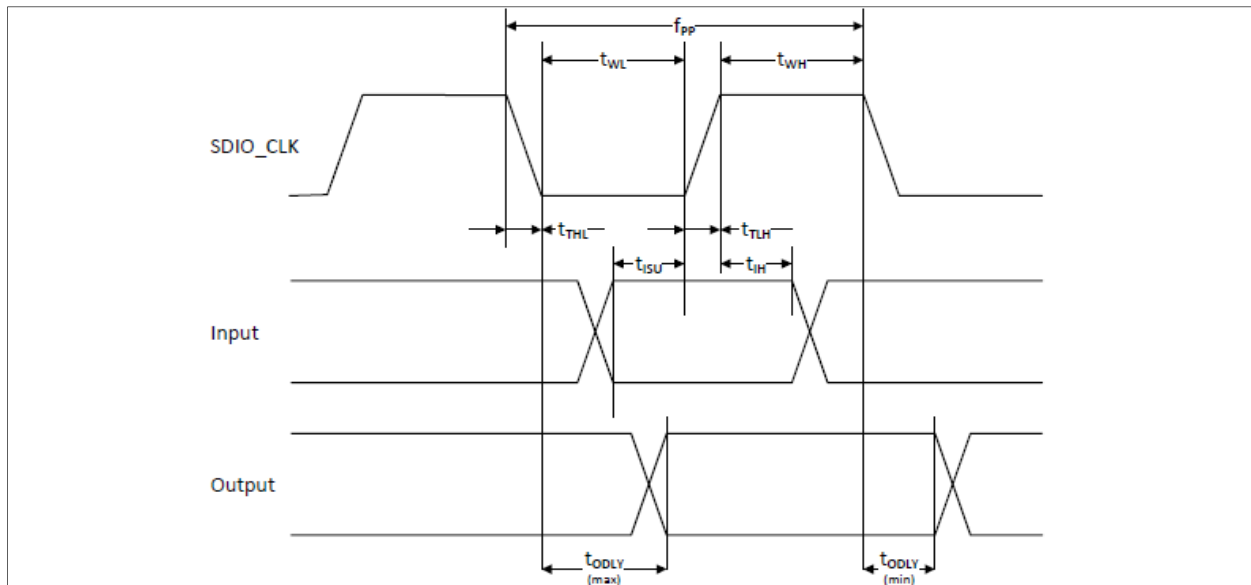 fPP
tWL
tWH
SDIO_CLK
tTHL
tTLH
tISU
tIH
Input
Output
tODLY
(max)
tODLY
(min)